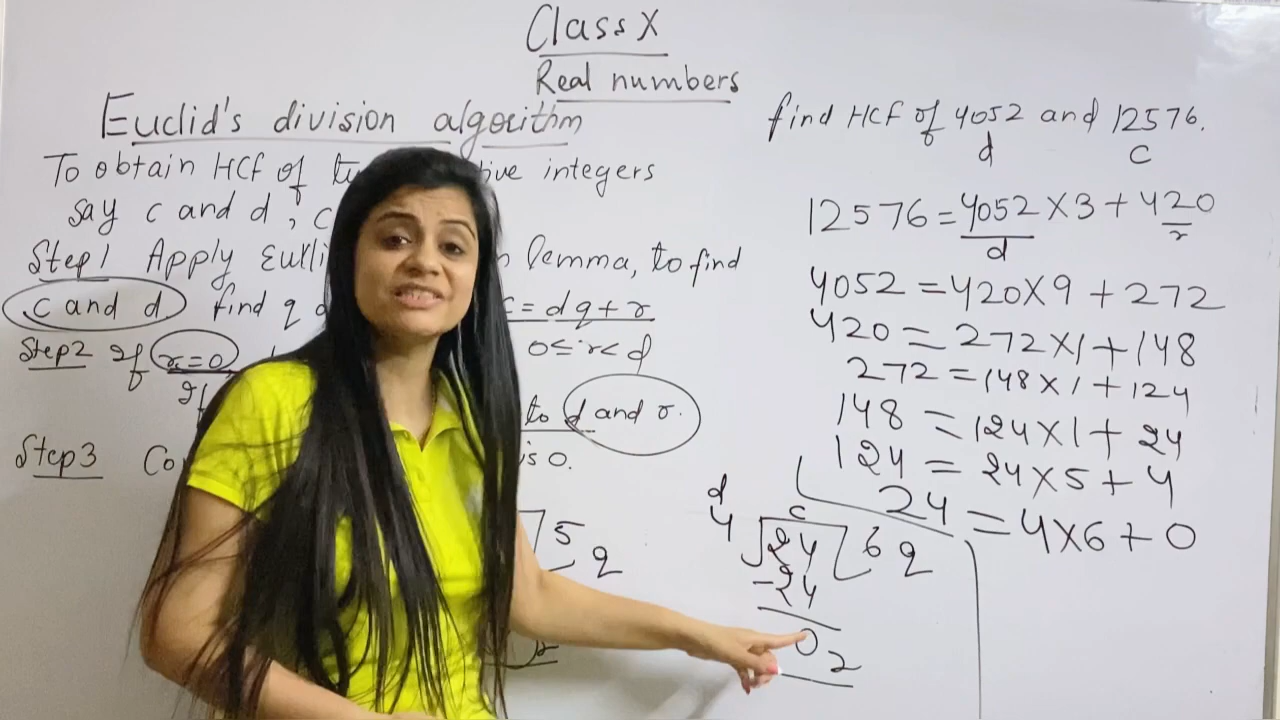 Class X
Real numbers
Euclid's division algorithm
To obtain HCF of integers
say c and d, c
Step1 Apply lemma, to find
c and d find q = dq+r
Step2 If r=0 0≤r<d
If to d and r.
Step3 is 0.
5 q
find HCF of 4052 and 12576.
d c
12576=4052×3+420
d r
4052=420×9+272
420=272×1+148
272=148×1+124
148=124×1+24
124=24×5+4
24=4×6+0
d c
4 24 6 q
-24
0 r